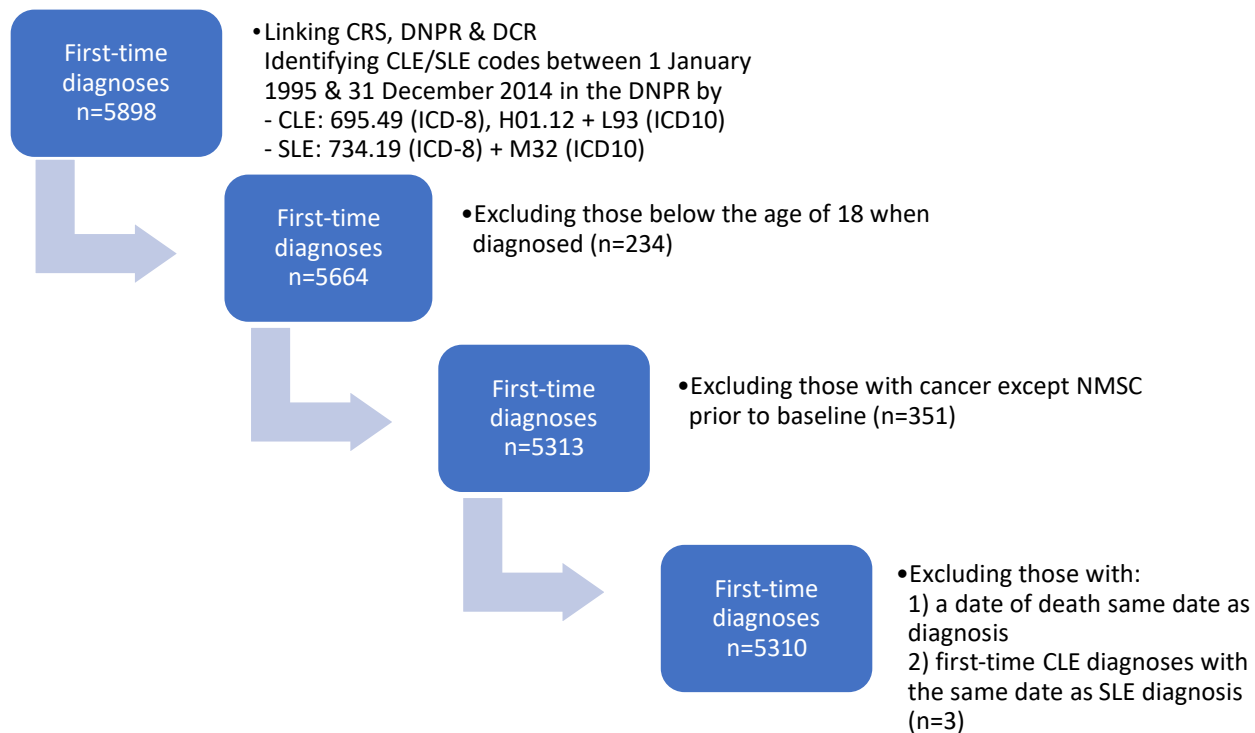 First-time
diagnoses
n=5898
•Linking CRS, DNPR & DCR
Identifying CLE/SLE codes between 1 January
1995 & 31 December 2014 in the DNPR by
- CLE: 695.49 (ICD-8), H01.12 + L93 (ICD10)
- SLE: 734.19 (ICD-8) + M32 (ICD10)
First-time
diagnoses
n=5664
•Excluding those below the age of 18 when
diagnosed (n=234)
First-time
diagnoses
n=5313
•Excluding those with cancer except NMSC
prior to baseline (n=351)
First-time
diagnoses
n=5310
•Excluding those with:
1) a date of death same date as
diagnosis
2) first-time CLE diagnoses with
the same date as SLE diagnosis
(n=3)